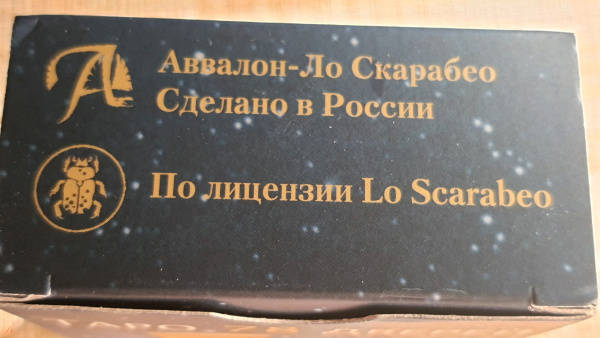 Аввалон-Ло Скарабео
Сделано в России
По лицензии Lo Scarabeo